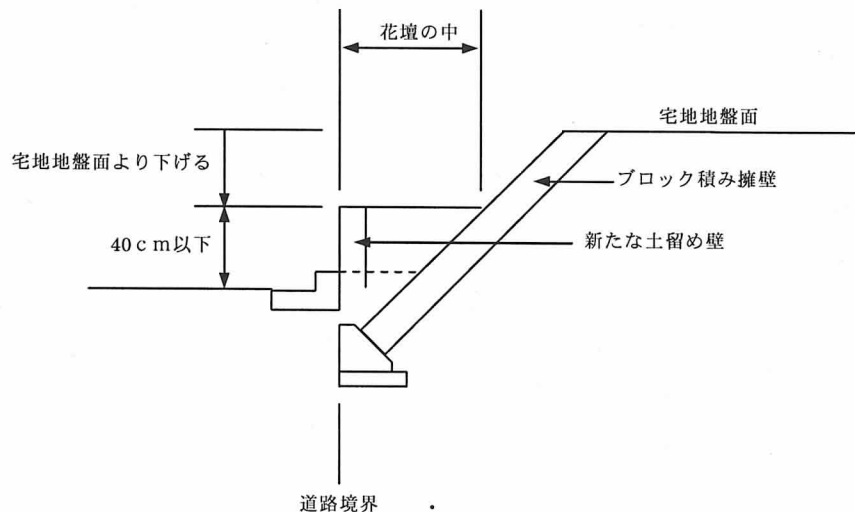 花壇の中
宅地地盤面
宅地地盤面より下げる
ブロック積み擁壁
40cm以下
新たな土留め壁
道路境界